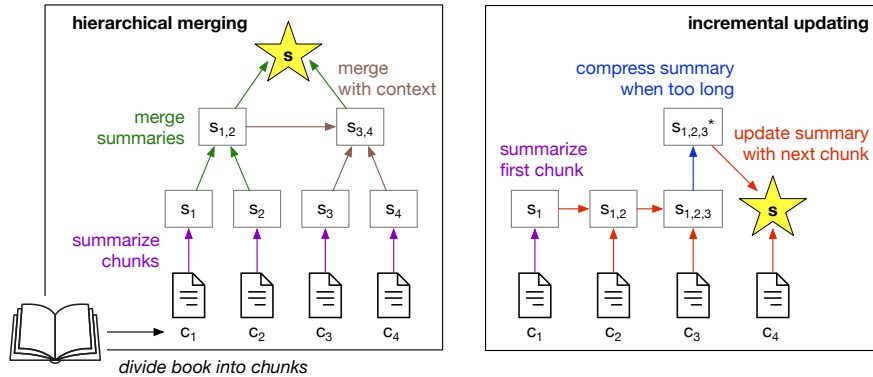 hierarchical merging
s
merge
with context
merge
summaries
s1,2
s3,4
s1
s2
s3
s4
summarize
chunks
c1
c2
c3
c4
divide book into chunks
incremental updating
compress summary
when too long
s1,2,3*
update summary
with next chunk
summarize
first chunk
s1
s1,2
s1,2,3
s
c1
c2
c3
c4